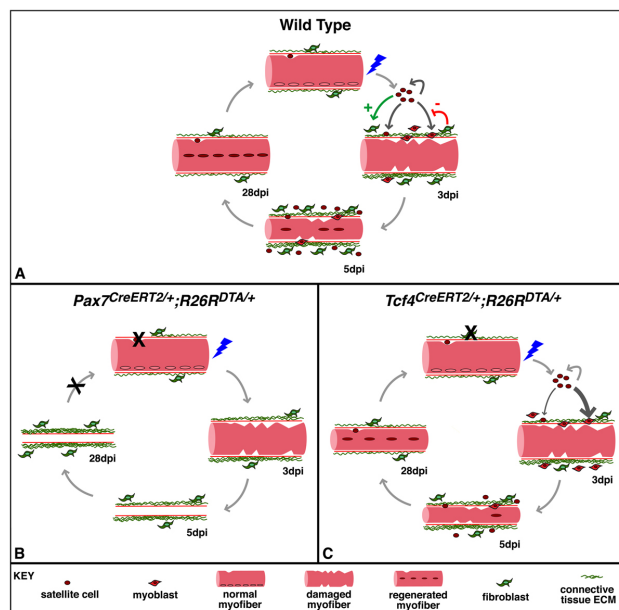 Wild Type
+
-
28dpi
3dpi
5dpi
A
Pax7CreERT2/+;R26RDTA/+
X
X
28dpi
3dpi
5dpi
B
Tcf4CreERT2/+;R26RDTA/+
X
28dpi
3dpi
5dpi
C
KEY
satellite cell
myoblast
normal
myofiber
damaged
myofiber
regenerated
myofiber
fibroblast
connective
tissue ECM